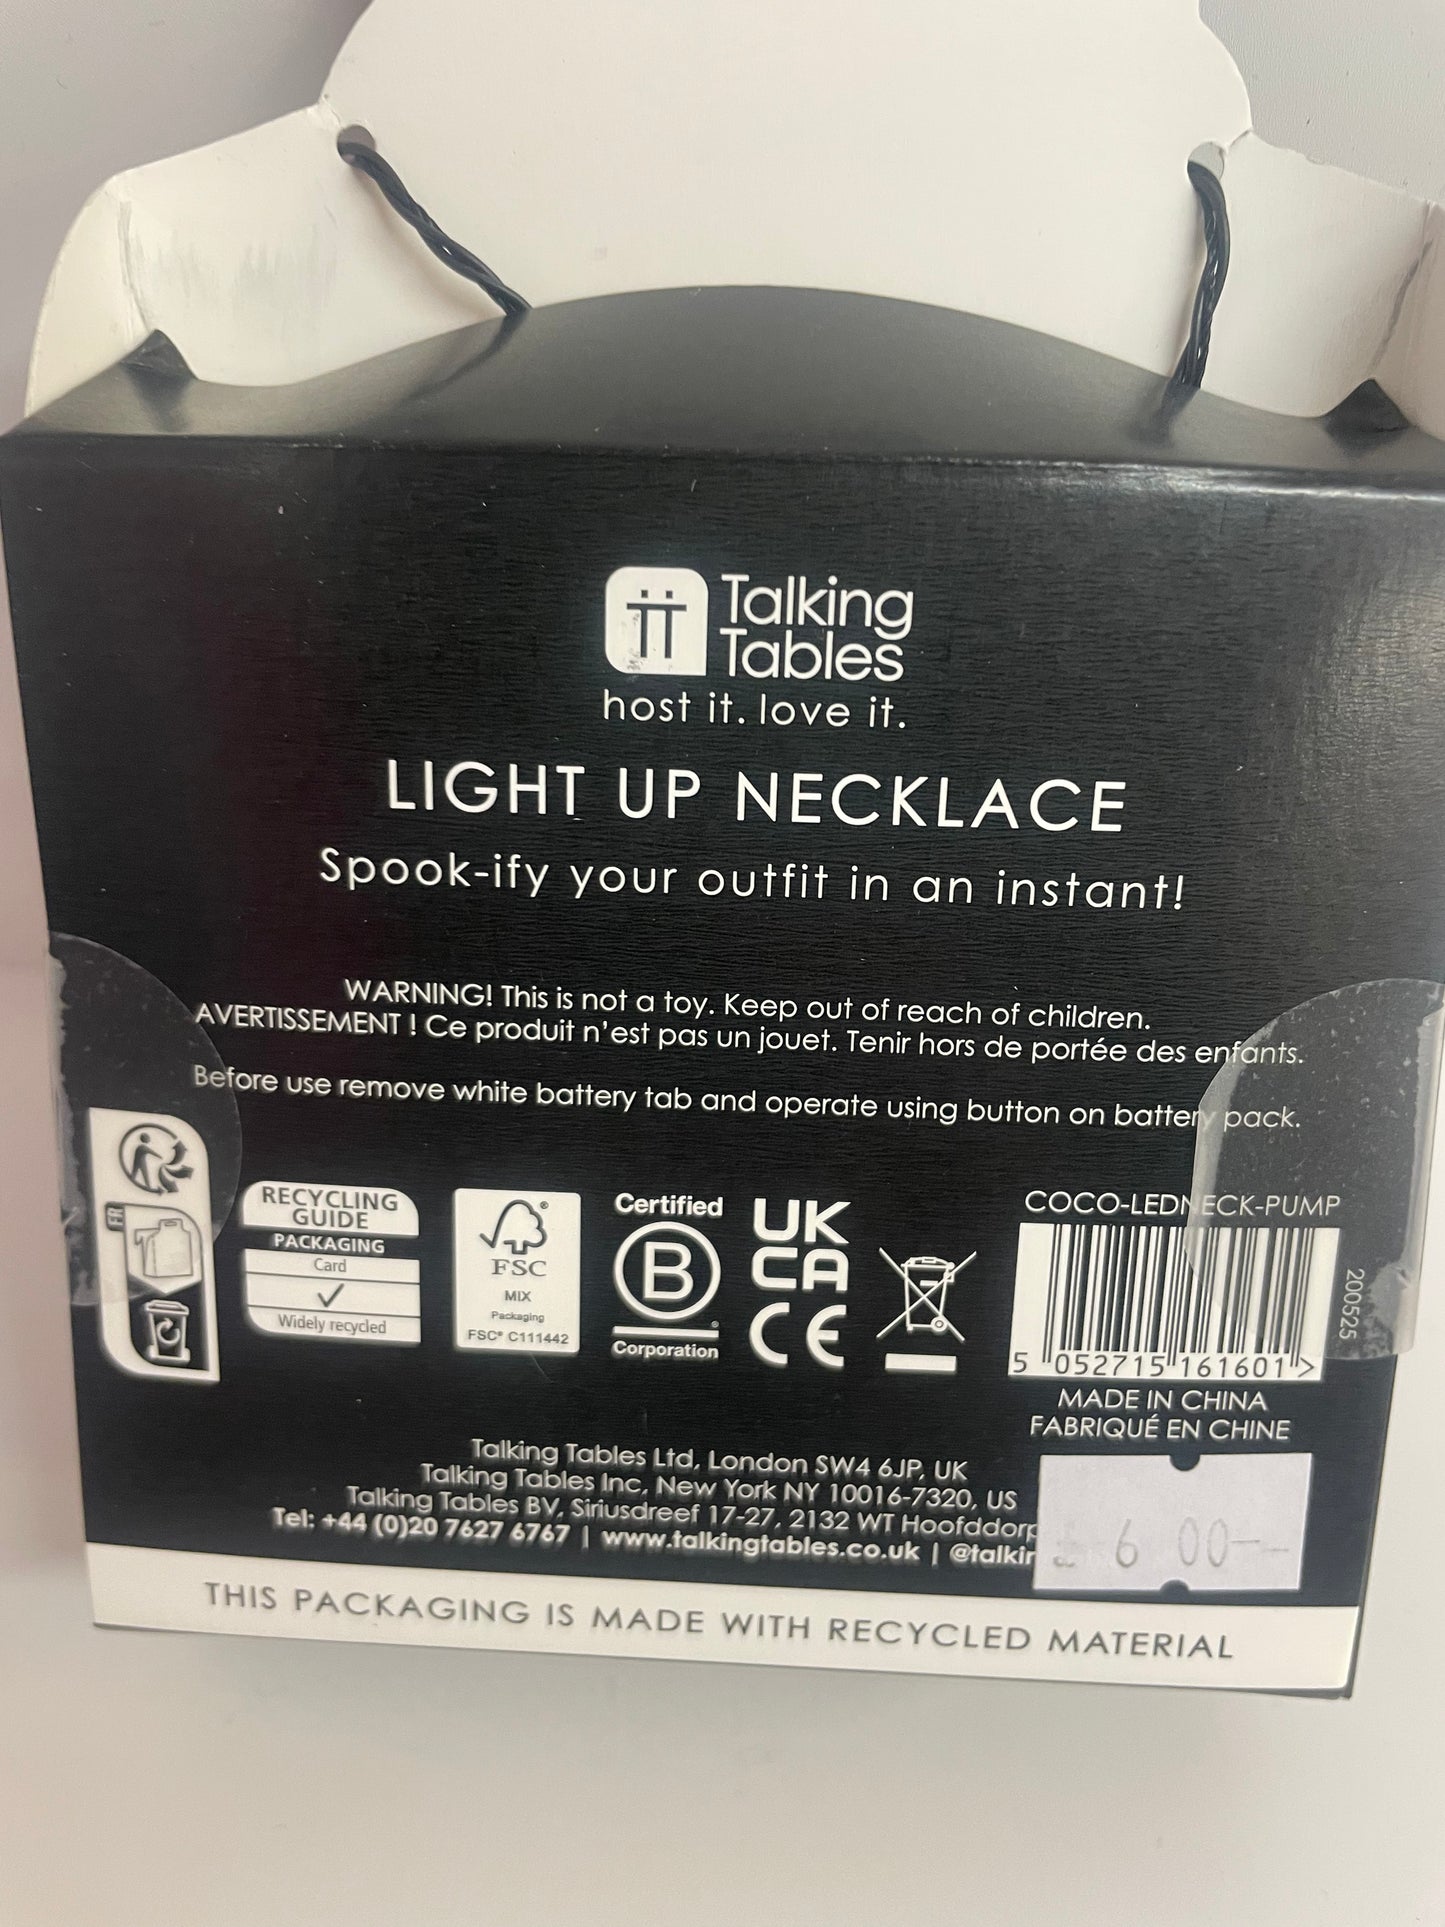 Talking
Tables
host it. love it.
LIGHT UP NECKLACE
Spook-ify your outfit in an instant!
WARNING! This is not a toy. Keep out of reach of children.
AVERTISSEMENT ! Ce produit n'est pas un jouet. Tenir hors de portée des enfants.
Before use remove white battery tab and operate using button on battery pack.
FR
RECYCLING
GUIDE
PACKAGING
Card
Widely recycled
FSC®
MIX
Packaging
FSC® C111442
Certified
B
®
Corporation
UK
CA
CE
COCO-LEDNECK-PUMP
5 052715 161601 >
200525
MADE IN CHINA
FABRIQUÉ EN CHINE
Talking Tables Ltd, London SW4 6JP, UK
Talking Tables Inc, New York NY 10016-7320, US
Talking Tables BV, Siriusdreef 17-27, 2132 WT Hoofddorp
Tel: +44 (0)20 7627 6767 | www.talkingtables.co.uk |
£ 6 00--
THIS PACKAGING IS MADE WITH RECYCLED MATERIAL